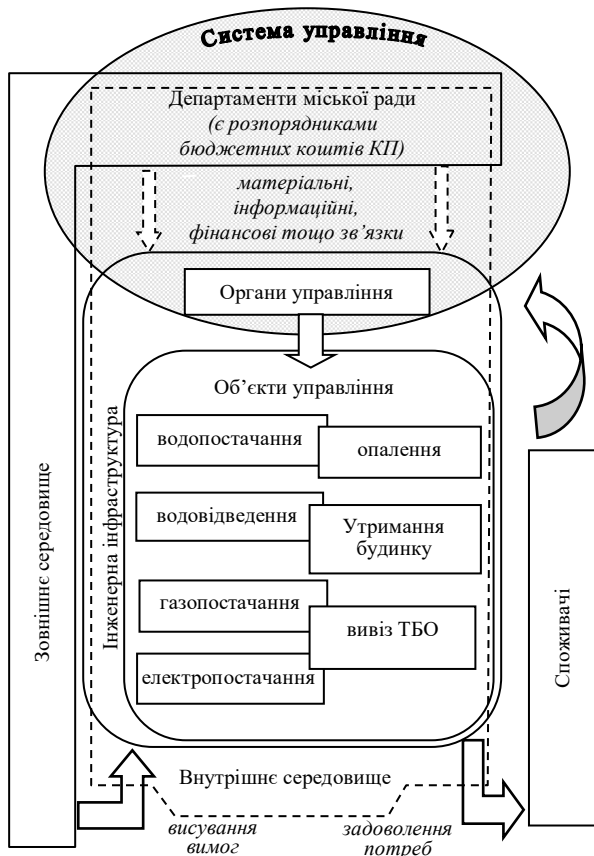 Система управління
Департаменти міської ради
(є розпорядниками
бюджетних коштів КП)
матеріальні,
інформаційні,
фінансові тощо зв’язки
Органи управління
Об’єкти управління
водопостачання
опалення
водовідведення
Утримання
будинку
газопостачання
вивіз ТБО
електропостачання
Інженерна інфраструктура
Зовнішнє середовище
Споживачі
Внутрішнє середовище
висування
вимог
задоволення
потреб